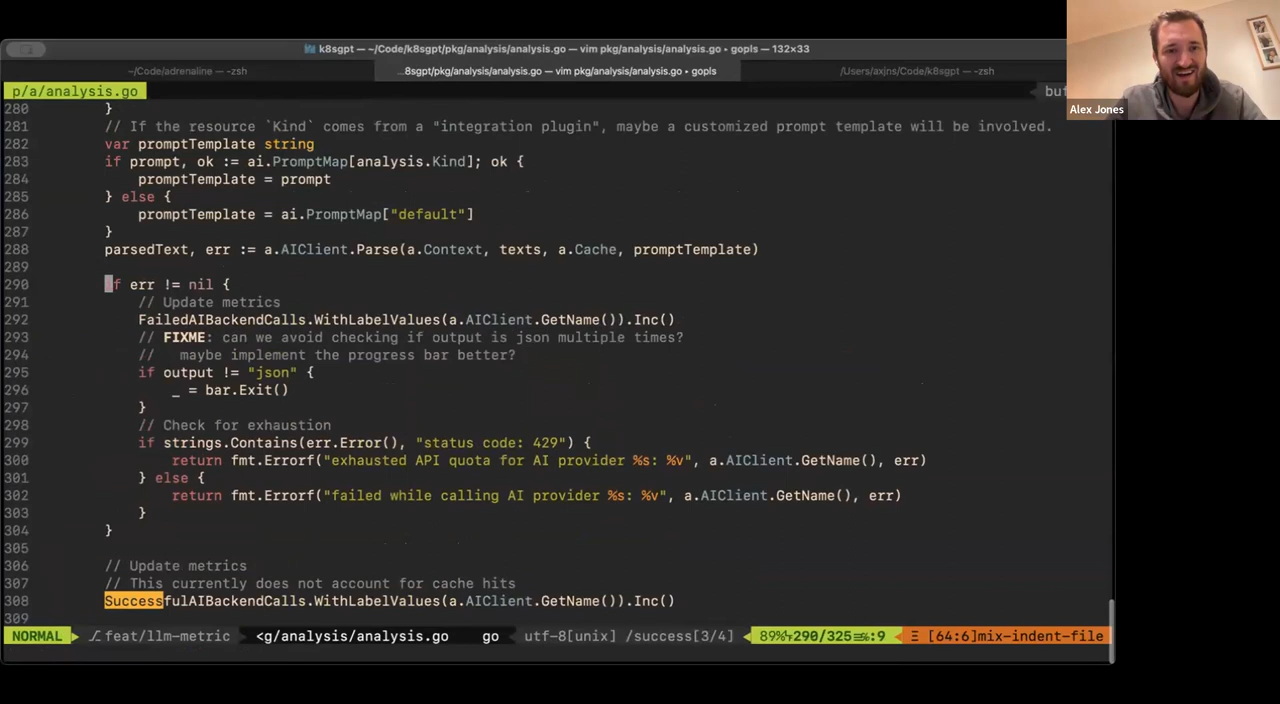 k8sgpt — ~/Code/k8sgpt/pkg/analysis/analysis.go — vim pkg/analysis/analysis.go • gopls — 132×33
~/Code/adrenaline — -zsh
...8sgpt/pkg/analysis/analysis.go — vim pkg/analysis/analysis.go • gopls
/Users/axjns/Code/k8sgpt — -zsh
Alex Jones
p/a/analysis.go
280 }
281 // If the resource `Kind` comes from a "integration plugin", maybe a customized prompt template will be involved.
282 var promptTemplate string
283 if prompt, ok := ai.PromptMap[analysis.Kind]; ok {
284 promptTemplate = prompt
285 } else {
286 promptTemplate = ai.PromptMap["default"]
287 }
288 parsedText, err := a.AIClient.Parse(a.Context, texts, a.Cache, promptTemplate)
289
290 if err != nil {
291 // Update metrics
292 FailedAIBackendCalls.WithLabelValues(a.AIClient.GetName()).Inc()
293 // FIXME: can we avoid checking if output is json multiple times?
294 // maybe implement the progress bar better?
295 if output != "json" {
296 _ = bar.Exit()
297 }
298 // Check for exhaustion
299 if strings.Contains(err.Error(), "status code: 429") {
300 return fmt.Errorf("exhausted API quota for AI provider %s: %v", a.AIClient.GetName(), err)
301 } else {
302 return fmt.Errorf("failed while calling AI provider %s: %v", a.AIClient.GetName(), err)
303 }
304 }
305
306 // Update metrics
307 // This currently does not account for cache hits
308 SuccessfulAIBackendCalls.WithLabelValues(a.AIClient.GetName()).Inc()
309
NORMAL feat/llm-metric <g/analysis/analysis.go go utf-8[unix] /success[3/4] 89% 290/325 :9 Ξ [64:6]mix-indent-file